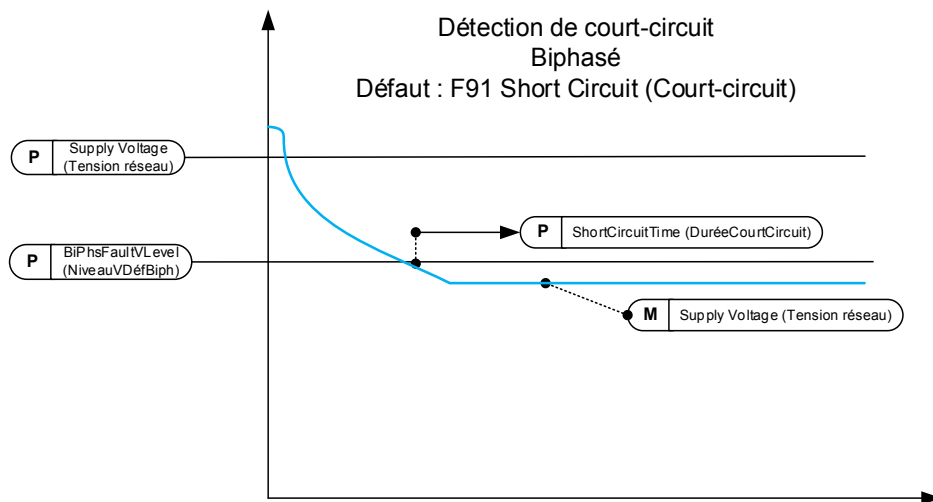 Détection de court-circuit
Biphasé
Défaut : F91 Short Circuit (Court-circuit)
P
Supply Voltage
(Tension réseau)
P
ShortCircuitTime (DuréeCourtCircuit)
P
BiPhsFaultVLevel
(NiveauVDéfBiph)
M
Supply Voltage (Tension réseau)